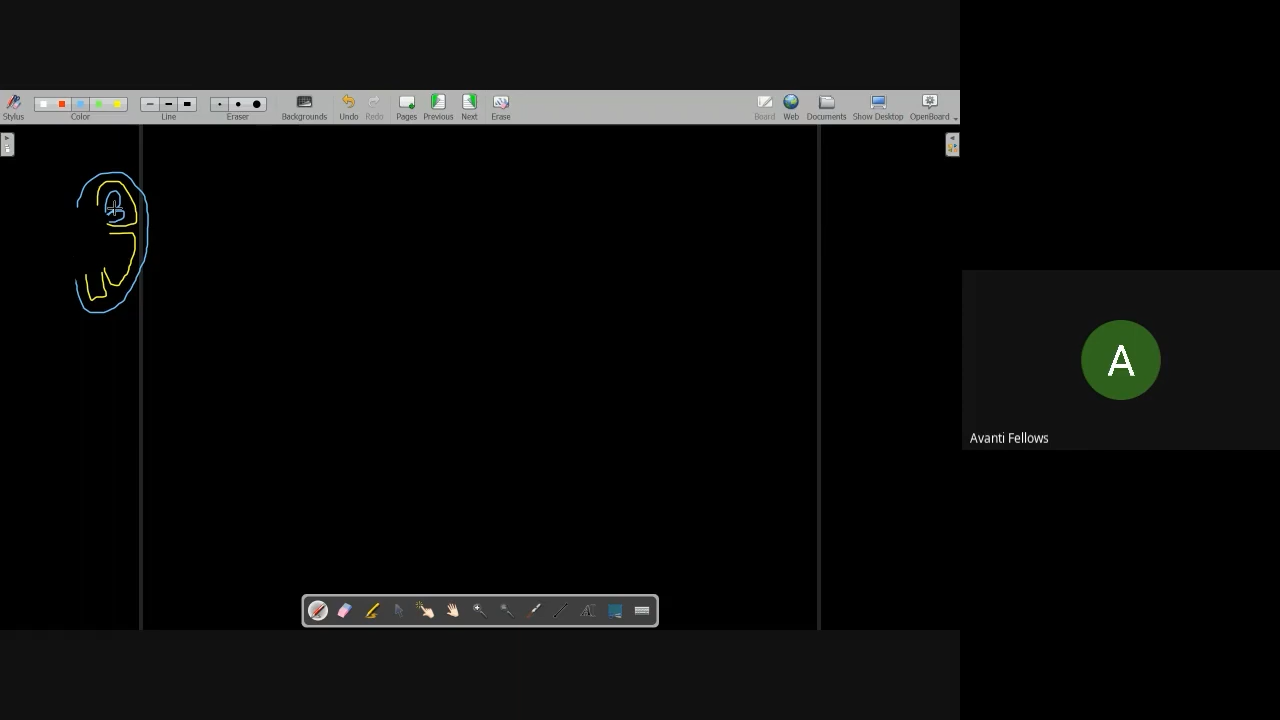 Stylus Color Line Eraser Backgrounds Undo Redo Pages Previous Next Erase Board Web Documents Show Desktop OpenBoard
A
Avanti Fellows